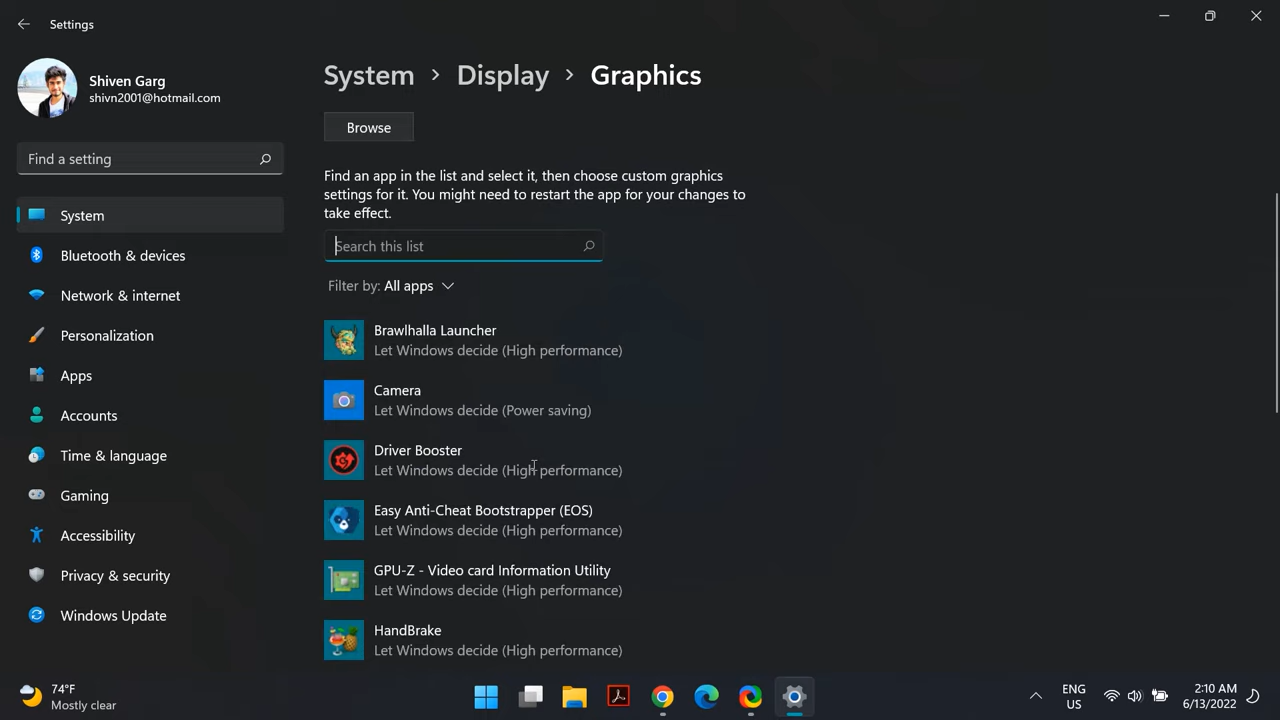 Settings
Shiven Garg
shivn2001@hotmail.com
Find a setting
System
Bluetooth & devices
Network & internet
Personalization
Apps
Accounts
Time & language
Gaming
Accessibility
Privacy & security
Windows Update
System > Display > Graphics
Browse
Find an app in the list and select it, then choose custom graphics
settings for it. You might need to restart the app for your changes to
take effect.
Search this list
Filter by: All apps
Brawlhalla Launcher
Let Windows decide (High performance)
Camera
Let Windows decide (Power saving)
Driver Booster
Let Windows decide (High performance)
Easy Anti-Cheat Bootstrapper (EOS)
Let Windows decide (High performance)
GPU-Z - Video card Information Utility
Let Windows decide (High performance)
HandBrake
Let Windows decide (High performance)
74°F
Mostly clear
ENG
US
2:10 AM
6/13/2022